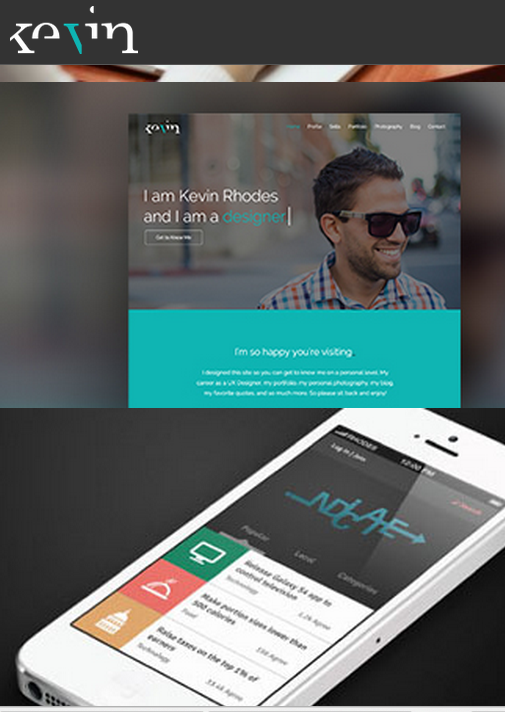 kevin
kevin
Home Profile Skills Portfolio Photography Blog Contact
I am Kevin Rhodes
and I am a designer
Get to Know Me
I'm so happy you're visiting.
I designed this site so you can get to know me on a personal level. My
career as a UX Designer, my portfolio, my personal photography, my blog,
my favorite quotes, and so much more. So please sit back and enjoy!
RHODES
12:00 PM
Log in | Join
Search
INDICATE
Popular
Local
Categories
Release Galaxy S4 app to
control television
Technology
1.2k Agree
Make portion sizes lower than
500 calories
Food
Agree
Raise taxes on the top 1% of
earners
Technology
33.4k Agree